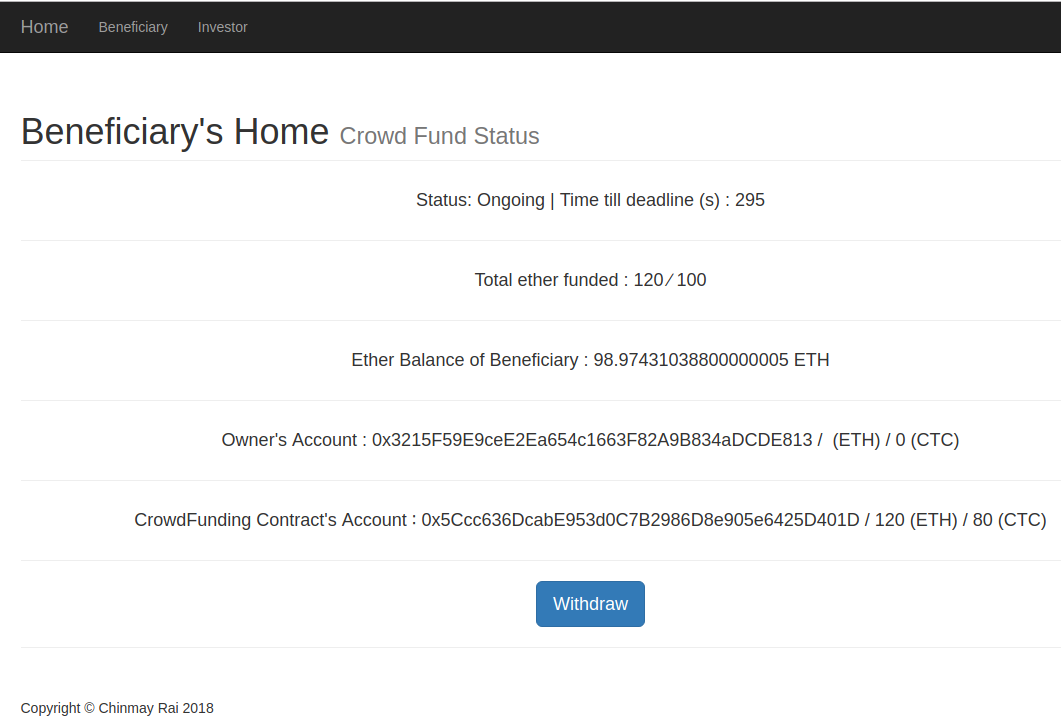 Home Beneficiary Investor
Beneficiary's Home Crowd Fund Status
Status: Ongoing | Time till deadline (s) : 295
Total ether funded : 120 ∕ 100
Ether Balance of Beneficiary : 98.97431038800000005 ETH
Owner's Account : 0x3215F59E9ceE2Ea654c1663F82A9B834aDCDE813 /  (ETH) / 0 (CTC)
CrowdFunding Contract's Account : 0x5Ccc636DcabE953d0C7B2986D8e905e6425D401D / 120 (ETH) / 80 (CTC)
Withdraw
Copyright © Chinmay Rai 2018